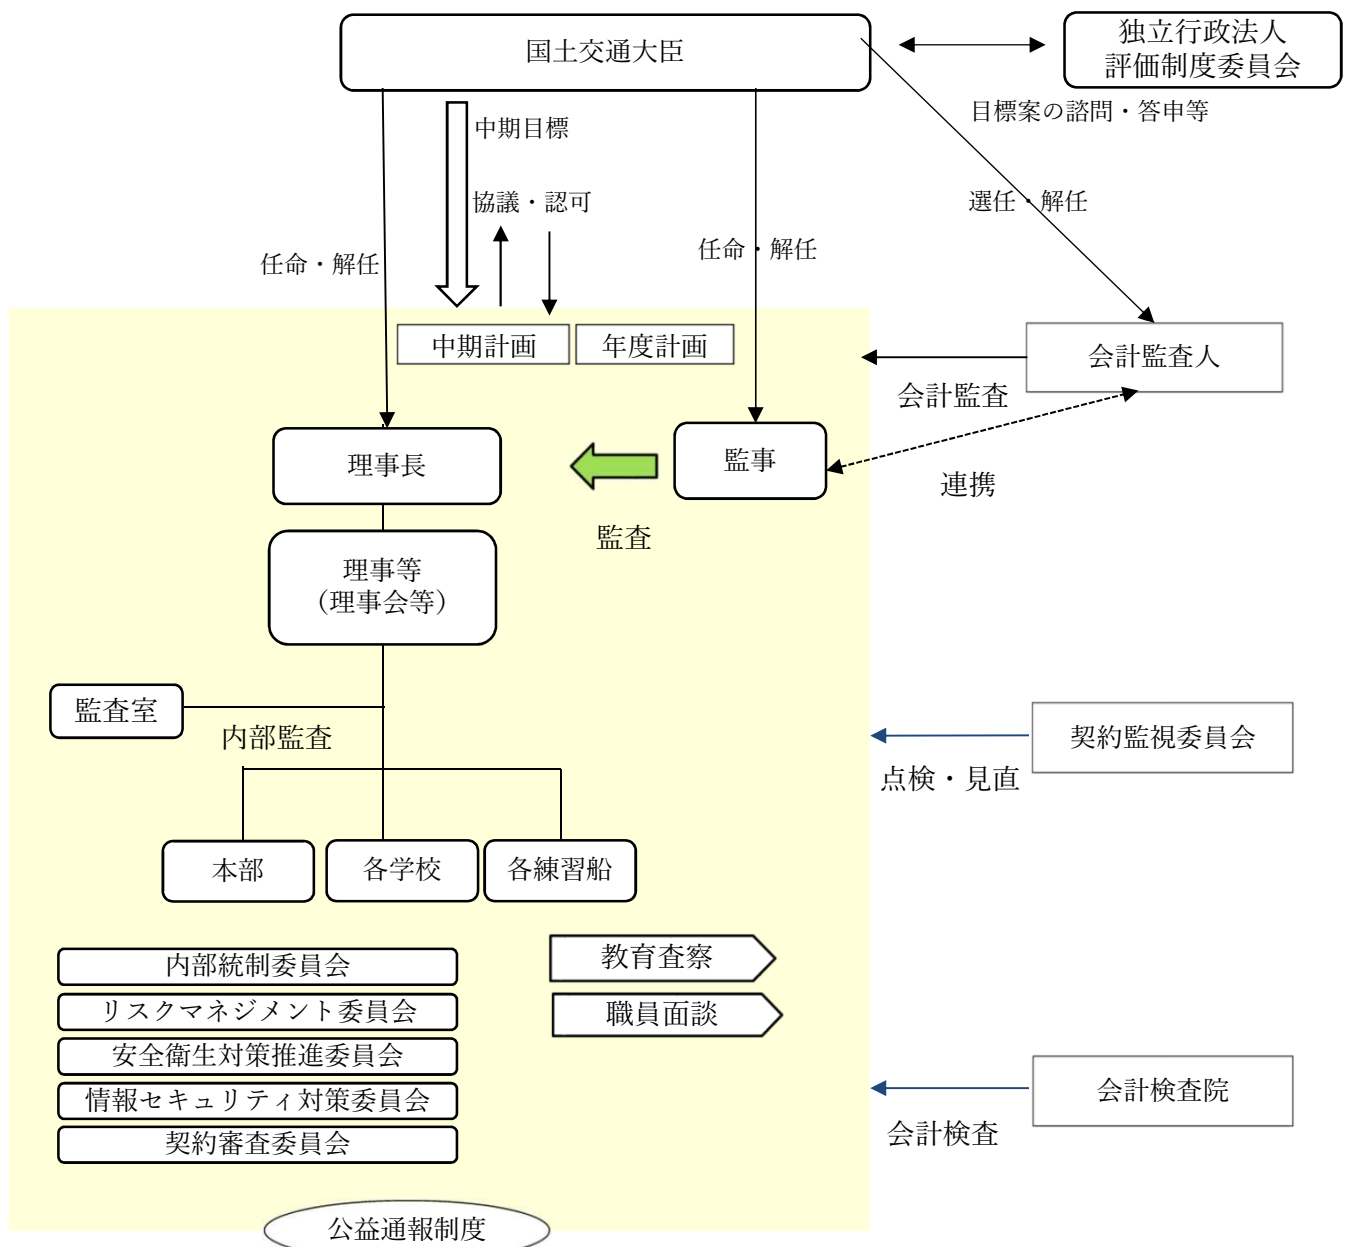 国土交通大臣
独立行政法人
評価制度委員会
目標案の諮問・答申等
中期目標
協議・認可
選任・解任
任命・解任
任命・解任
中期計画
年度計画
会計監査人
会計監査
理事長
監事
連携
監査
理事等
（理事会等）
監査室
内部監査
契約監視委員会
点検・見直
本部
各学校
各練習船
内部統制委員会
リスクマネジメント委員会
安全衛生対策推進委員会
情報セキュリティ対策委員会
契約審査委員会
教育査察
職員面談
会計検査院
会計検査
公益通報制度